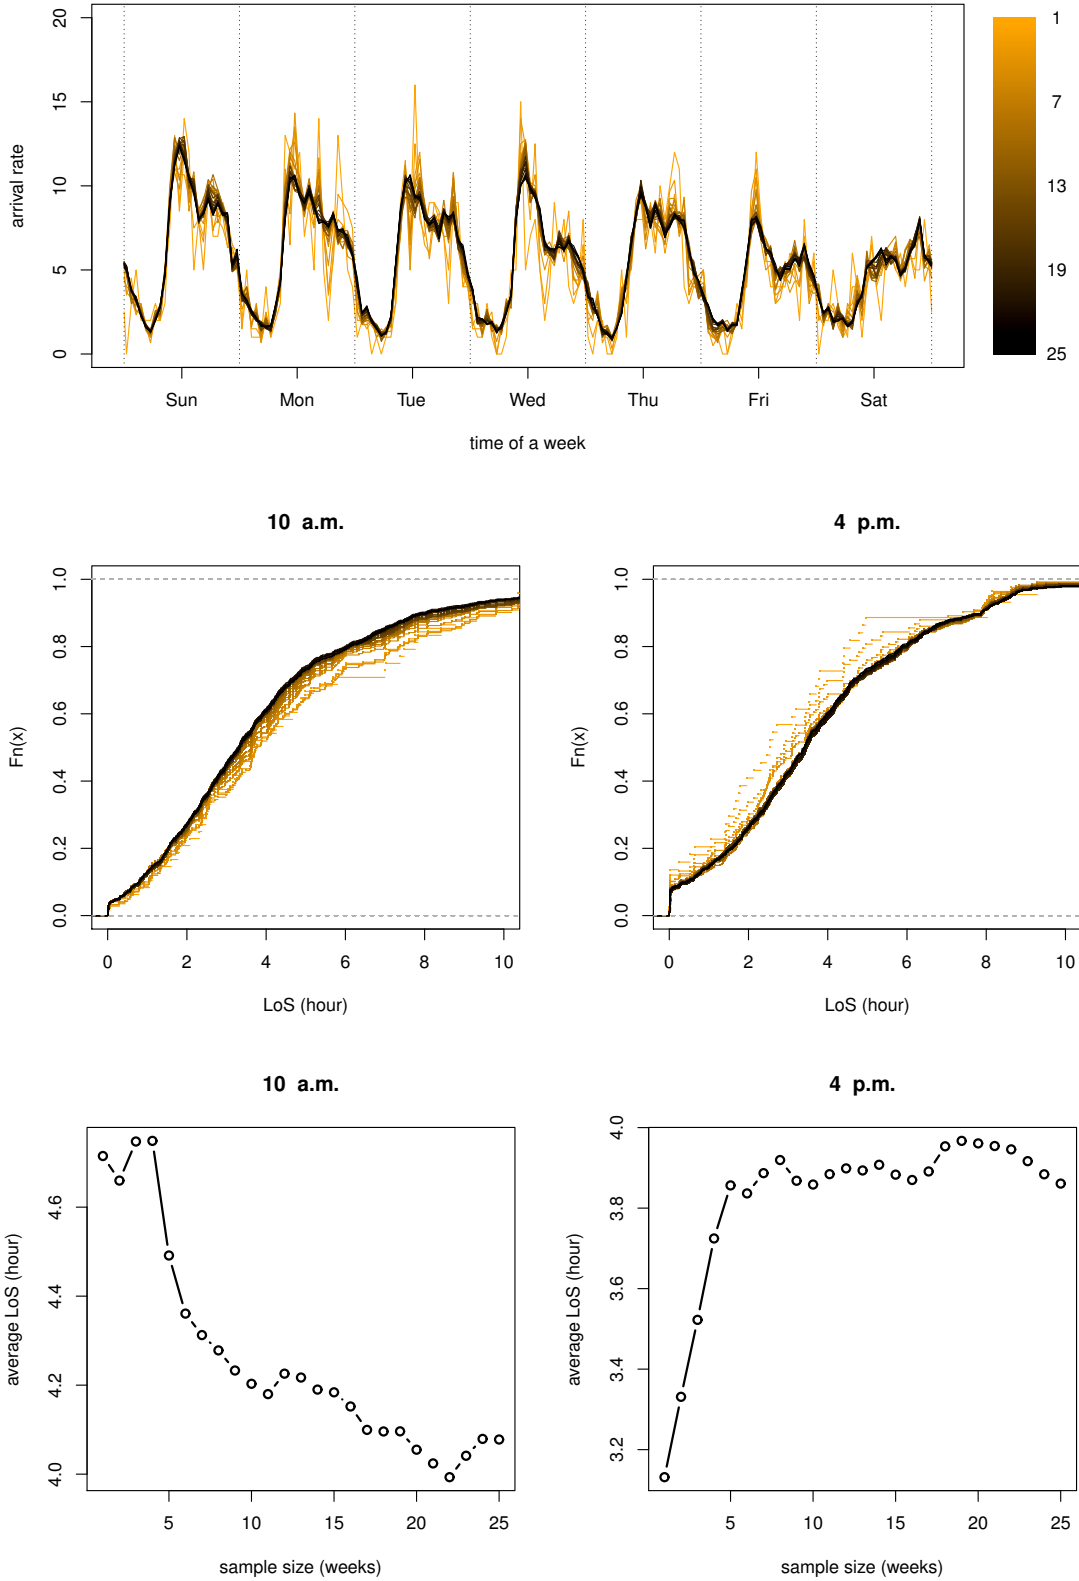 20
15
10
5
0
arrival rate
Sun Mon Tue Wed Thu Fri Sat
time of a week
1
7
13
19
25
10 a.m.
1.0
0.8
0.6
0.4
0.2
0.0
Fn(x)
0 2 4 6 8 10
LoS (hour)
4 p.m.
1.0
0.8
0.6
0.4
0.2
0.0
Fn(x)
0 2 4 6 8 10
LoS (hour)
10 a.m.
4.6
4.4
4.2
4.0
average LoS (hour)
5 10 15 20 25
sample size (weeks)
4 p.m.
4.0
3.8
3.6
3.4
3.2
average LoS (hour)
5 10 15 20 25
sample size (weeks)